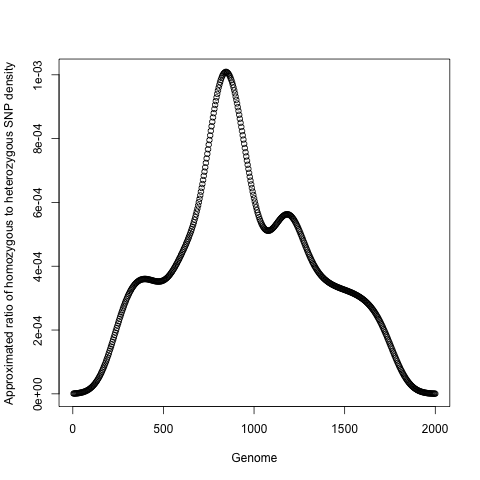 Approximated ratio of homozygous to heterozygous SNP density
1e-03
8e-04
6e-04
4e-04
2e-04
0e+00
0 500 1000 1500 2000
Genome